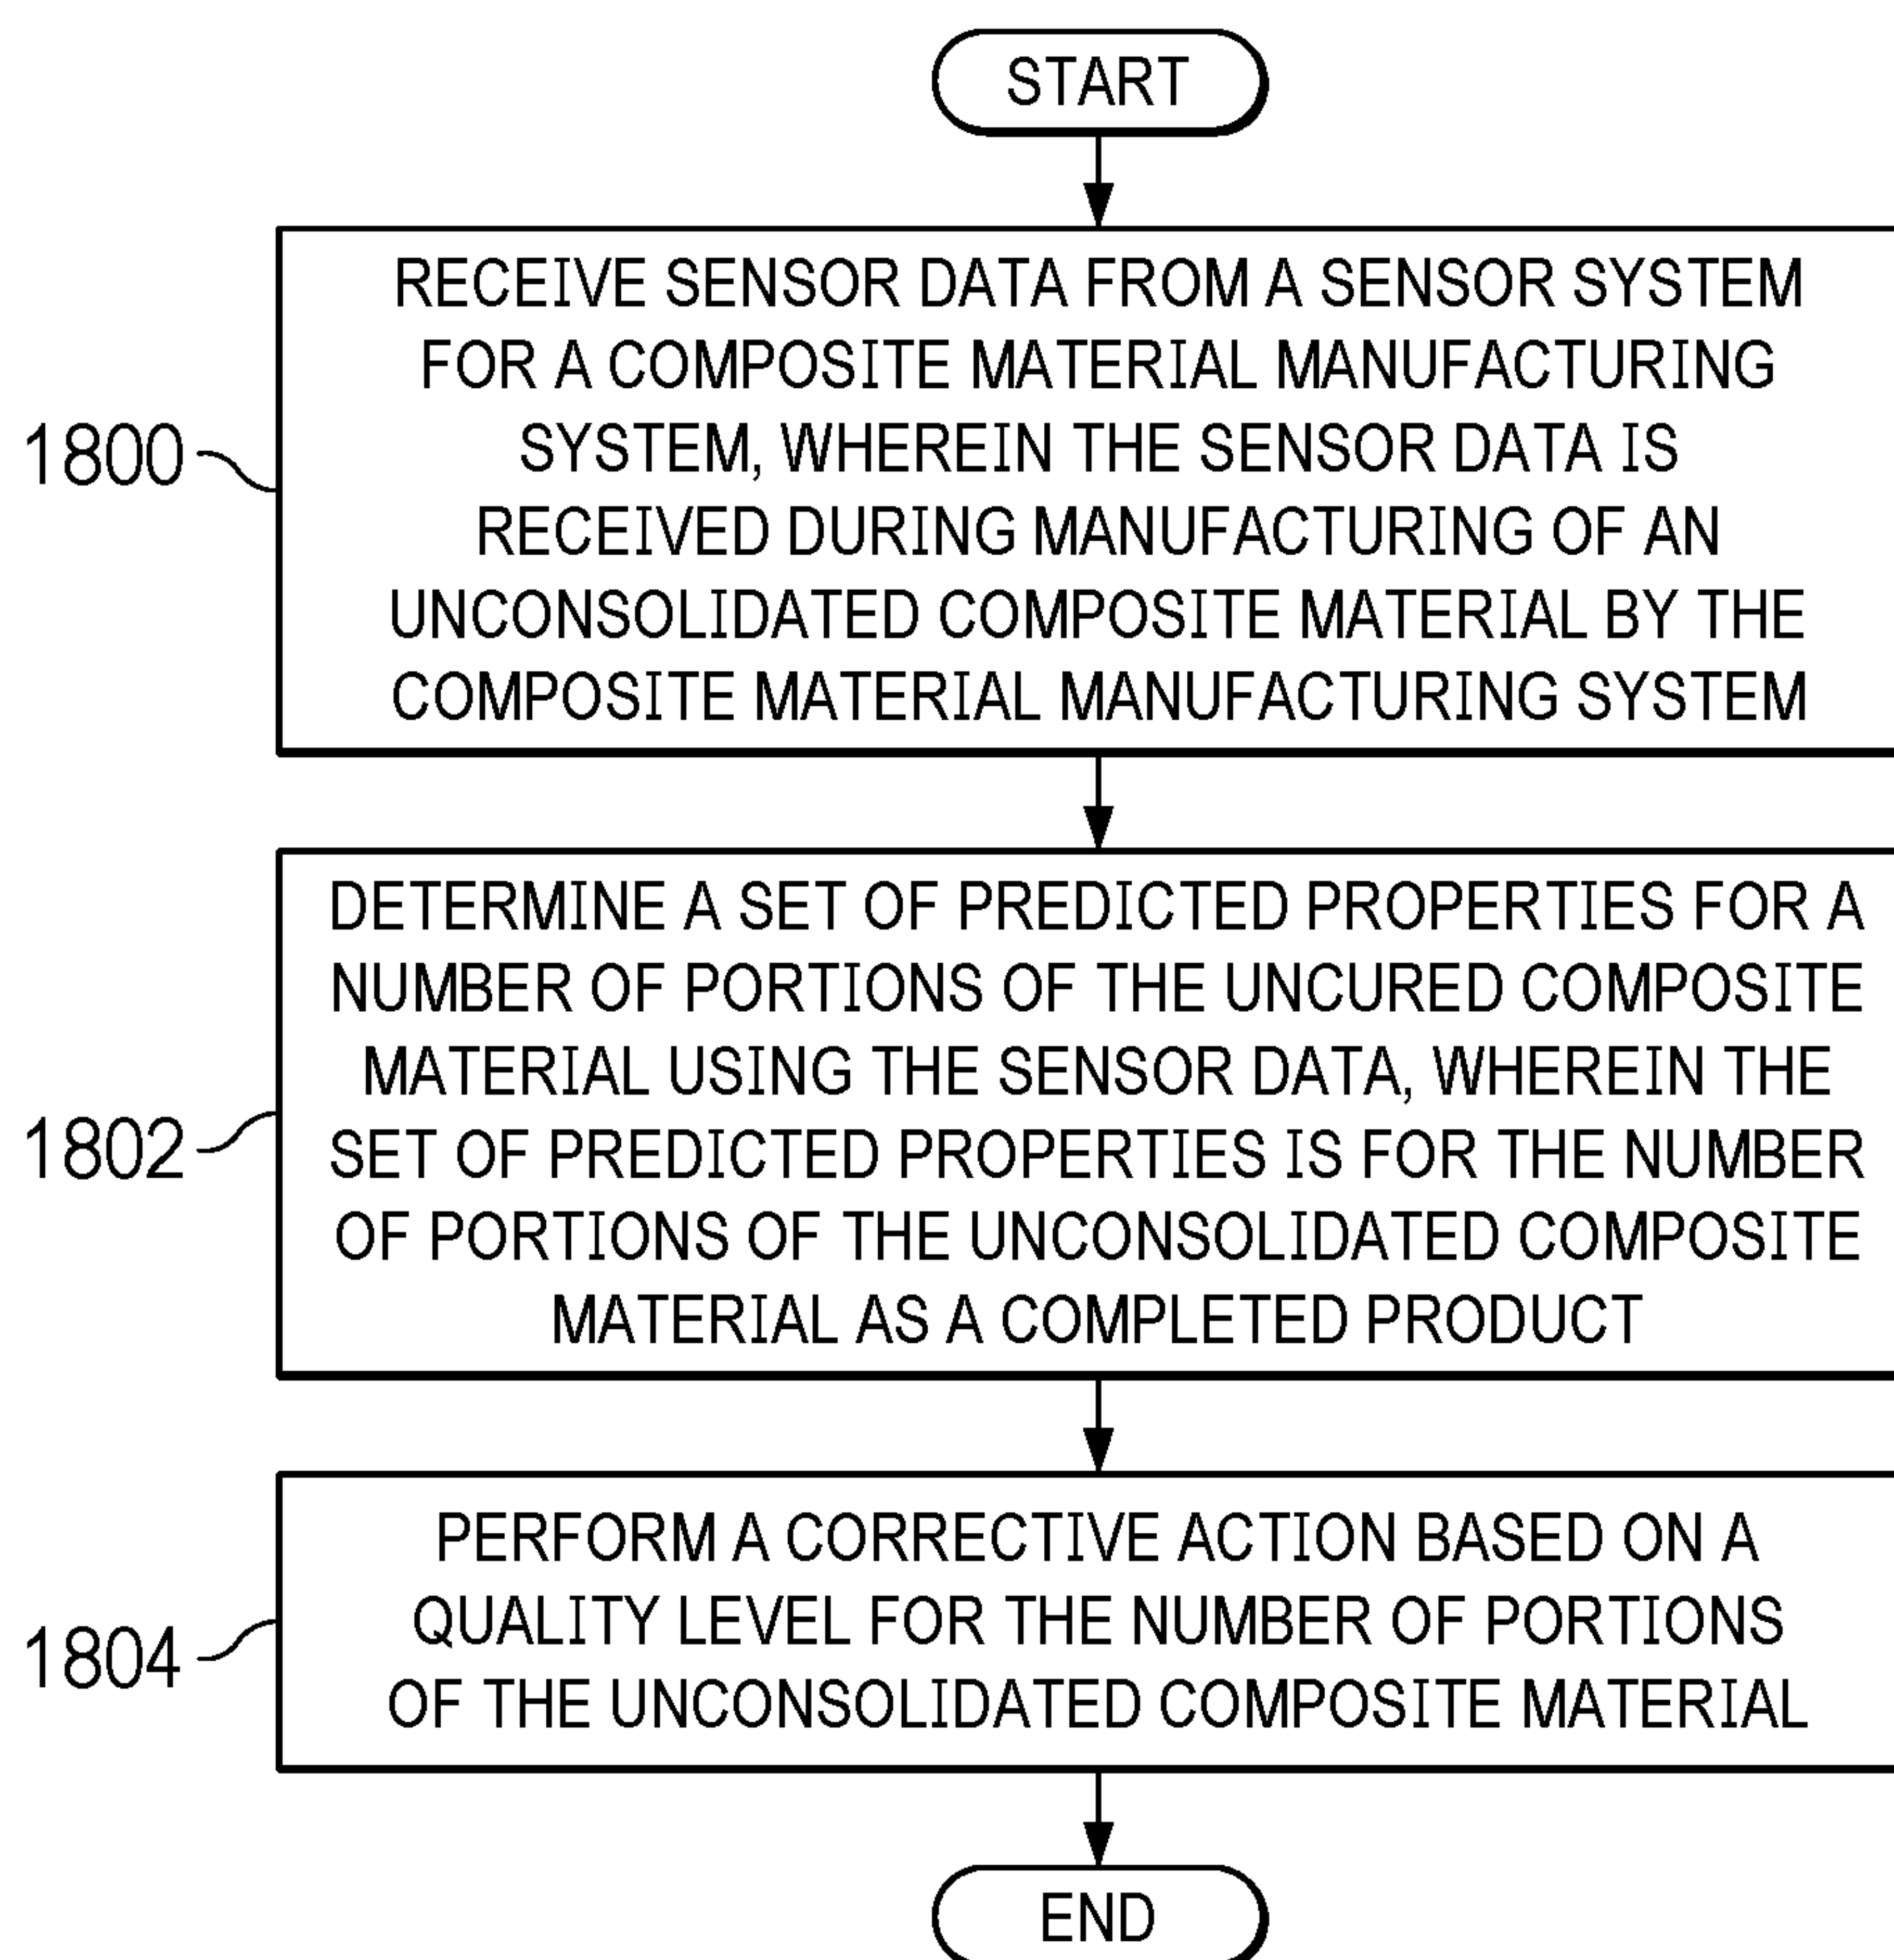 START
RECEIVE SENSOR DATA FROM A SENSOR SYSTEM
FOR A COMPOSITE MATERIAL MANUFACTURING
SYSTEM, WHEREIN THE SENSOR DATA IS
RECEIVED DURING MANUFACTURING OF AN
UNCONSOLIDATED COMPOSITE MATERIAL BY THE
COMPOSITE MATERIAL MANUFACTURING SYSTEM
1800
DETERMINE A SET OF PREDICTED PROPERTIES FOR A
NUMBER OF PORTIONS OF THE UNCURED COMPOSITE
MATERIAL USING THE SENSOR DATA, WHEREIN THE
SET OF PREDICTED PROPERTIES IS FOR THE NUMBER
OF PORTIONS OF THE UNCONSOLIDATED COMPOSITE
MATERIAL AS A COMPLETED PRODUCT
1802
PERFORM A CORRECTIVE ACTION BASED ON A
QUALITY LEVEL FOR THE NUMBER OF PORTIONS
OF THE UNCONSOLIDATED COMPOSITE MATERIAL
1804
END